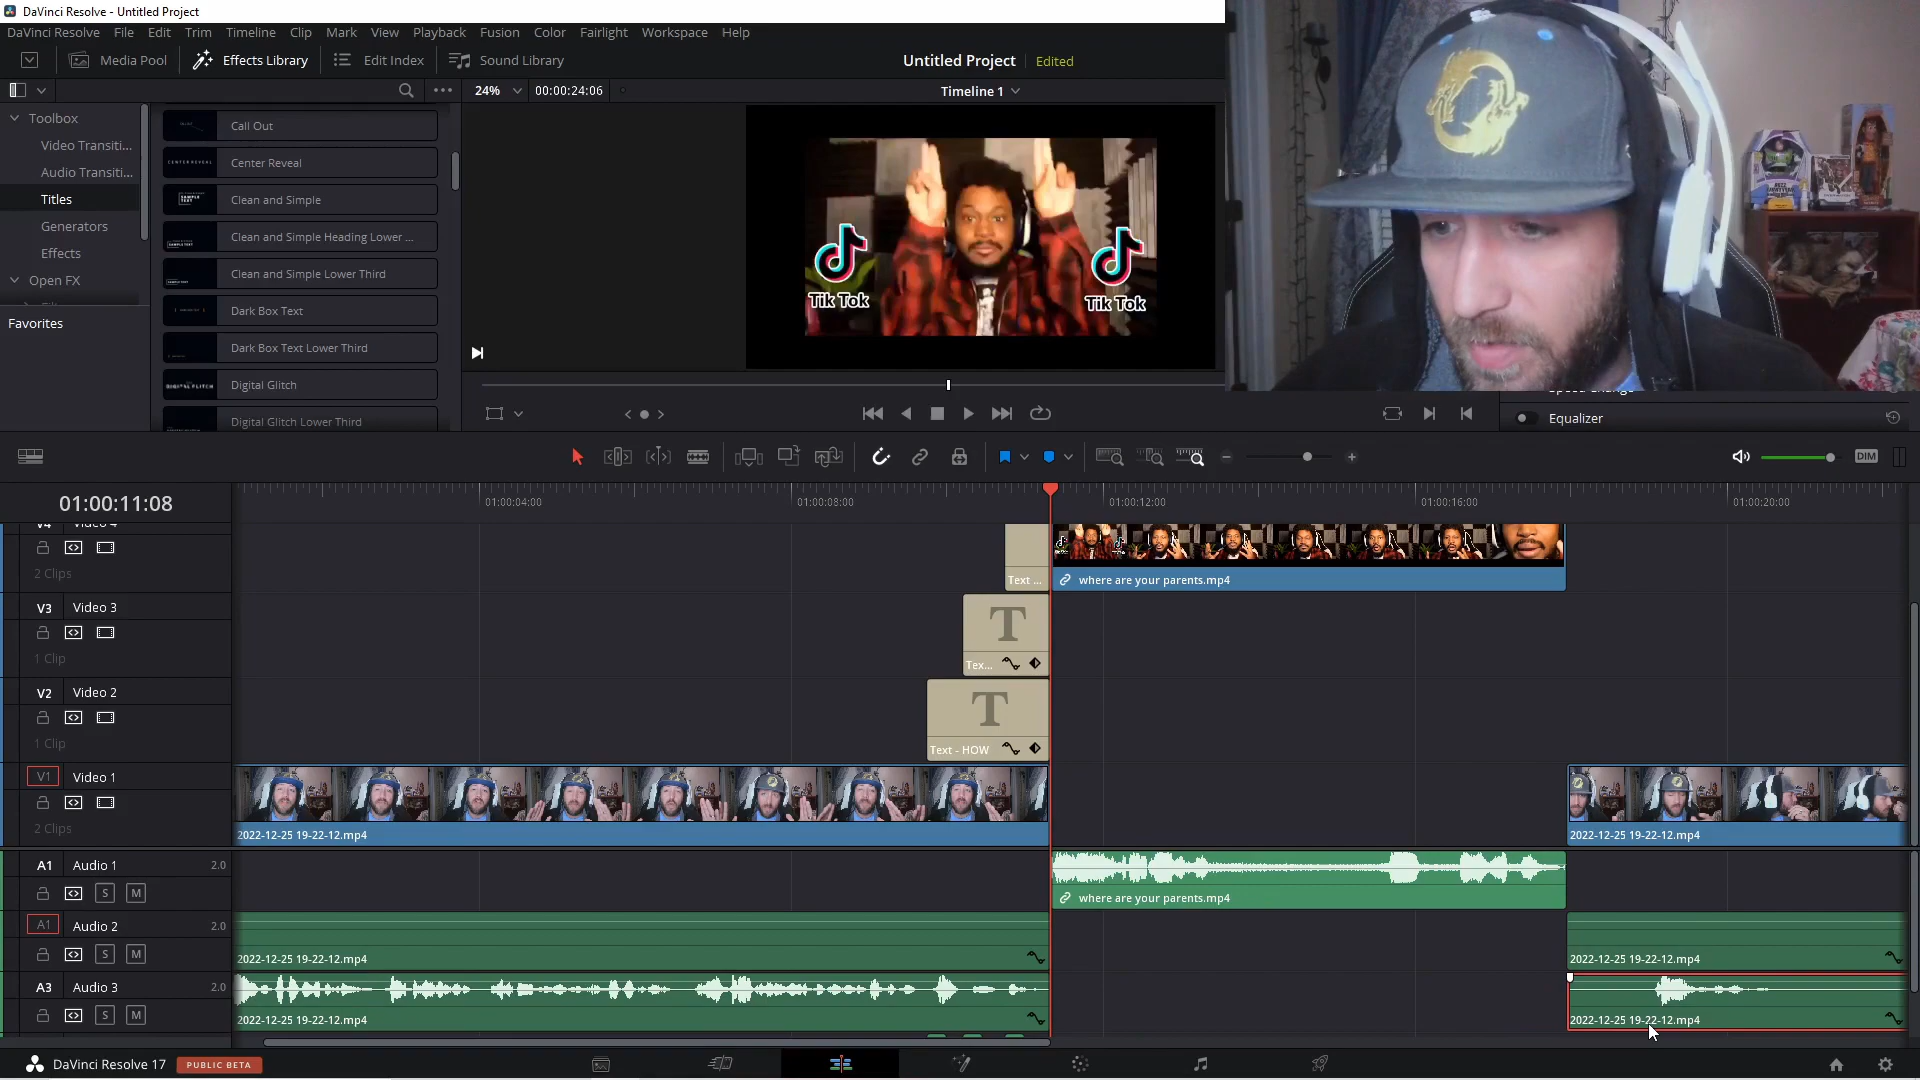 DaVinci Resolve - Untitled Project
DaVinci Resolve File Edit Trim Timeline Clip Mark View Playback Fusion Color Fairlight Workspace Help
Media Pool Effects Library Edit Index Sound Library
Untitled Project Edited
24% 00:00:24:06 Timeline 1
Toolbox
Video Transiti...
Audio Transiti...
Titles
Generators
Effects
Open FX
Favorites
Call Out
CENTER REVEAL Center Reveal
Clean and Simple
Clean and Simple Heading Lower ...
Clean and Simple Lower Third
Dark Box Text
Dark Box Text Lower Third
DIGITAL GLITCH Digital Glitch
Digital Glitch Lower Third
Tik Tok Tik Tok
Speed Change
Equalizer
DIM
01:00:11:08
01:00:04:00 01:00:08:00 01:00:12:00 01:00:16:00 01:00:20:00
V4 Video 4
2 Clips
Text ...
where are your parents.mp4
V3 Video 3
1 Clip
T
Tex...
V2 Video 2
1 Clip
T
Text - HOW
V1 Video 1
2 Clips
2022-12-25 19-22-12.mp4 2022-12-25 19-22-12.mp4
A1 Audio 1 2.0
S M
where are your parents.mp4
A1 Audio 2 2.0
S M
2022-12-25 19-22-12.mp4 2022-12-25 19-22-12.mp4
A3 Audio 3 2.0
S M
2022-12-25 19-22-12.mp4 2022-12-25 19-22-12.mp4
DaVinci Resolve 17 PUBLIC BETA